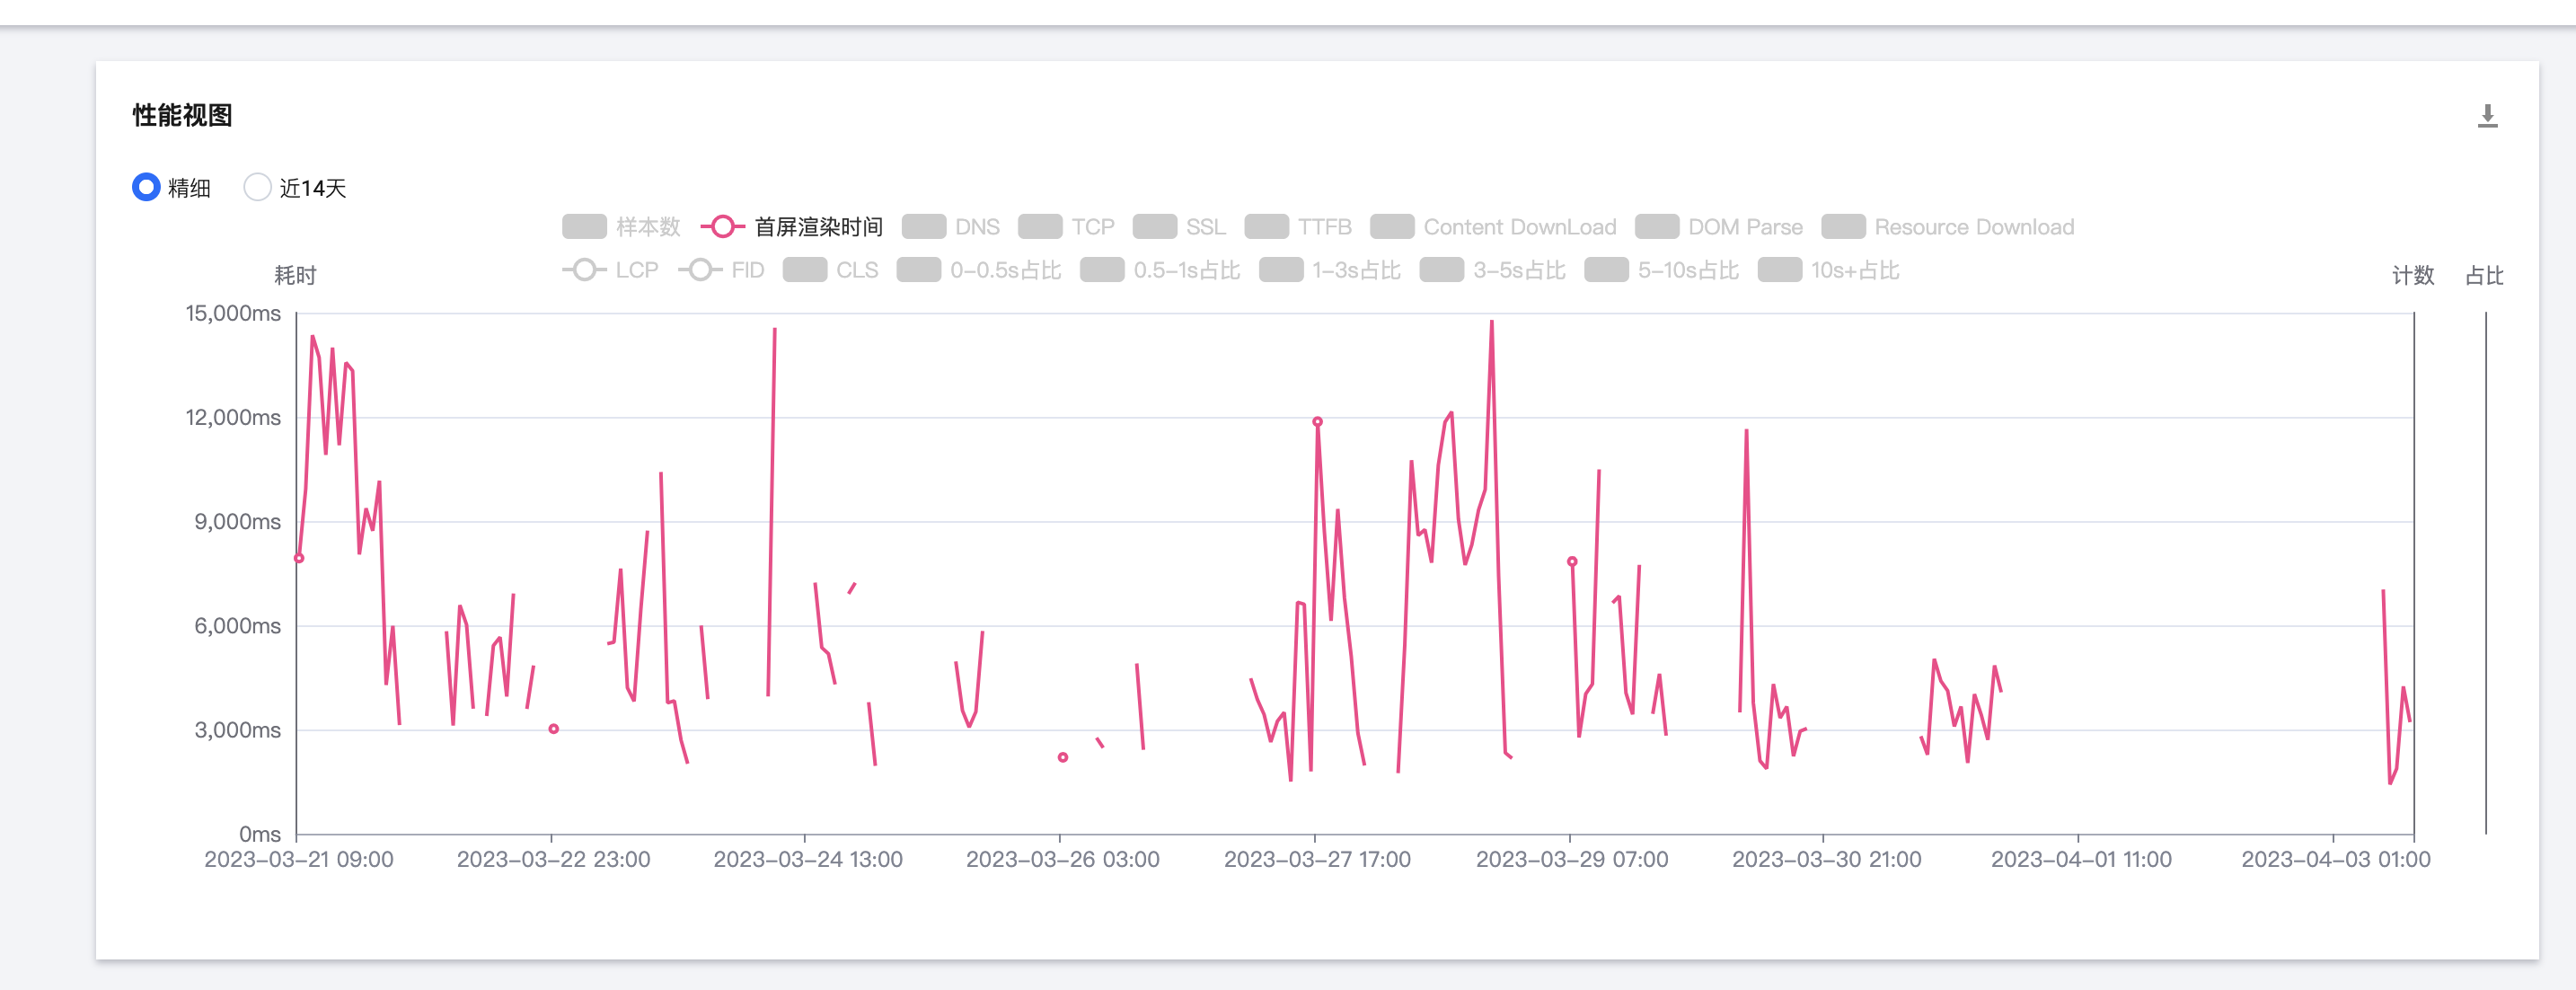 性能视图
精细 近14天
样本数 首屏渲染时间 DNS TCP SSL TTFB Content DownLoad DOM Parse Resource Download
LCP FID CLS 0-0.5s占比 0.5-1s占比 1-3s占比 3-5s占比 5-10s占比 10s+占比
耗时 计数 占比
15,000ms
12,000ms
9,000ms
6,000ms
3,000ms
0ms
2023-03-21 09:00 2023-03-22 23:00 2023-03-24 13:00 2023-03-26 03:00 2023-03-27 17:00 2023-03-29 07:00 2023-03-30 21:00 2023-04-01 11:00 2023-04-03 01:00